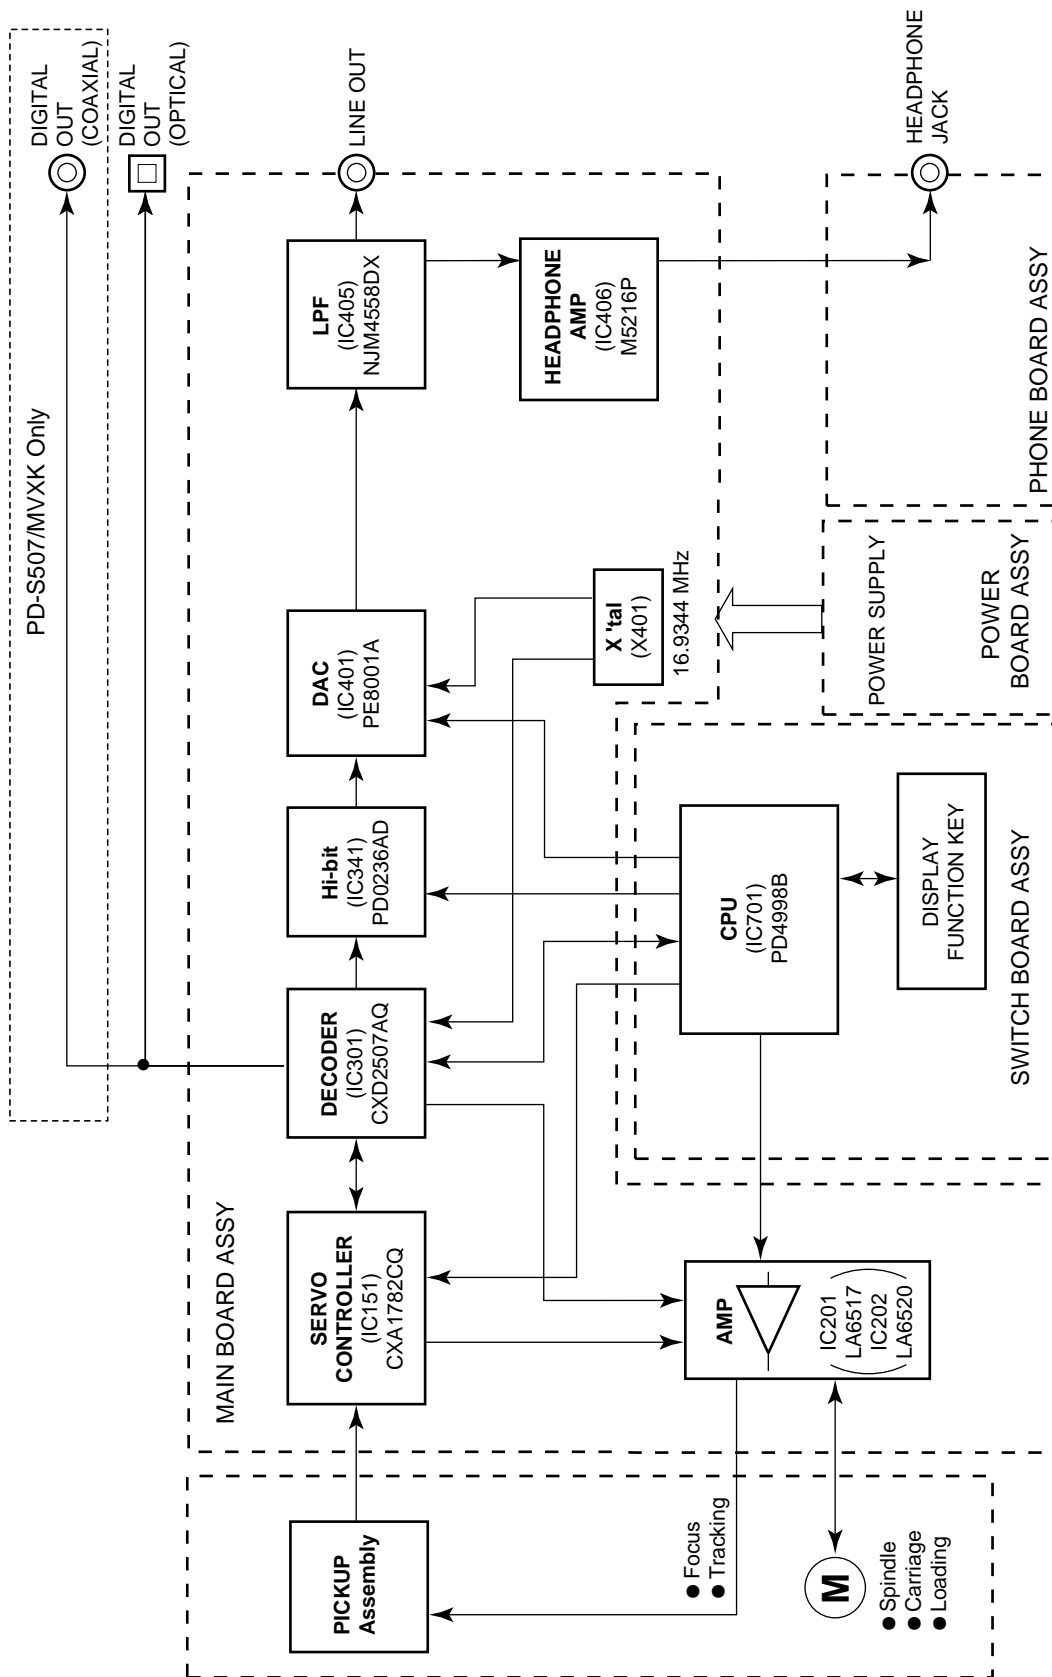 PD-S507/MVXK Only
DIGITAL
OUT
(COAXIAL)
DIGITAL
OUT
(OPTICAL)
MAIN BOARD ASSY
PICKUP
Assembly
SERVO
CONTROLLER
(IC151)
CXA1782CQ
DECODER
(IC301)
CXD2507AQ
Hi-bit
(IC341)
PD0236AD
DAC
(IC401)
PE8001A
LPF
(IC405)
NJM4558DX
LINE OUT
HEADPHONE
AMP
(IC406)
M5216P
X 'tal
(X401)
16.9344 MHz
● Focus
● Tracking
AMP
IC201
LA6517
IC202
LA6520
CPU
(IC701)
PD4998B
M
● Spindle
● Carriage
● Loading
DISPLAY
FUNCTION KEY
SWITCH BOARD ASSY
POWER SUPPLY
POWER
BOARD ASSY
HEADPHONE
JACK
PHONE BOARD ASSY